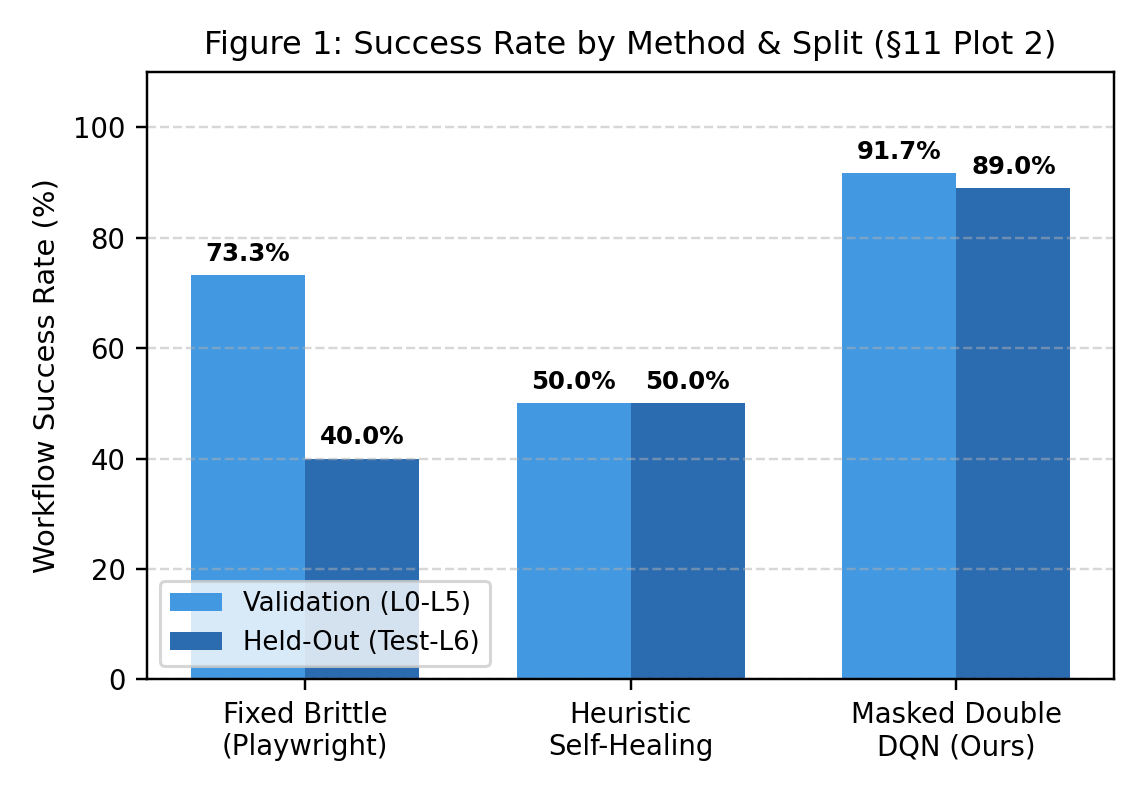 Figure 1: Success Rate by Method & Split (§11 Plot 2)
Workflow Success Rate (%)
100
80
60
40
20
0
73.3%
40.0%
50.0%
50.0%
91.7%
89.0%
Validation (L0-L5)
Held-Out (Test-L6)
Fixed Brittle
(Playwright)
Heuristic
Self-Healing
Masked Double
DQN (Ours)